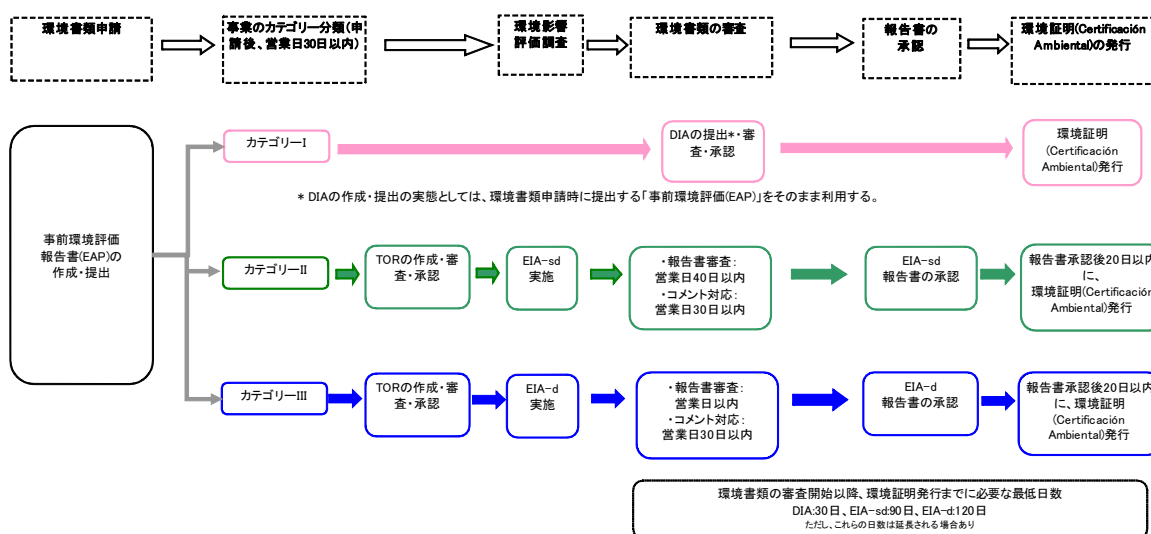 環境書類申請
事業のカテゴリー分類(申
請後、営業日30日以内)
環境影響
評価調査
環境書類の審査
報告書の
承認
環境証明(Certificación
Ambiental)の発行
事前環境評価
報告書(EAP)の
作成・提出
カテゴリーI
DIAの提出*・審
査・承認
環境証明
(Certificación
Ambiental)発行
* DIAの作成・提出の実態としては、環境書類申請時に提出する「事前環境評価(EAP)」をそのまま利用する。
カテゴリーII
TORの作成・審
査・承認
EIA-sd
実施
・報告書審査:
営業日40日以内
・コメント対応:
営業日30日以内
EIA-sd
報告書の承認
報告書承認後20日以内
に、
環境証明(Certificación
Ambiental)発行
カテゴリーIII
TORの作成・審
査・承認
EIA-d
実施
・報告書審査:
営業日以内
・コメント対応:
営業日30日以内
EIA-d
報告書の承認
報告書承認後20日以内
に、環境証明
(Certificación
Ambiental)発行
環境書類の審査開始以降、環境証明発行までに必要な最低日数
DIA:30日、EIA-sd:90日、EIA-d:120日
ただし、これらの日数は延長される場合あり